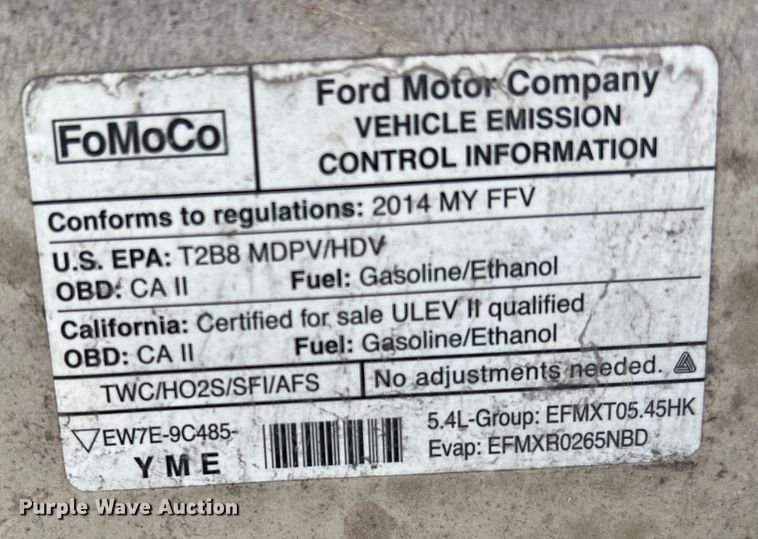 FoMoCo
Ford Motor Company
VEHICLE EMISSION
CONTROL INFORMATION
Conforms to regulations: 2014 MY FFV
U.S. EPA: T2B8 MDPV/HDV
OBD: CA II Fuel: Gasoline/Ethanol
California: Certified for sale ULEV II qualified
OBD: CA II Fuel: Gasoline/Ethanol
TWC/HO2S/SFI/AFS
No adjustments needed.
EW7E-9C485-
YME
5.4L-Group: EFMXT05.45HK
Evap: EFMXR0265NBD
Purple Wave Auction